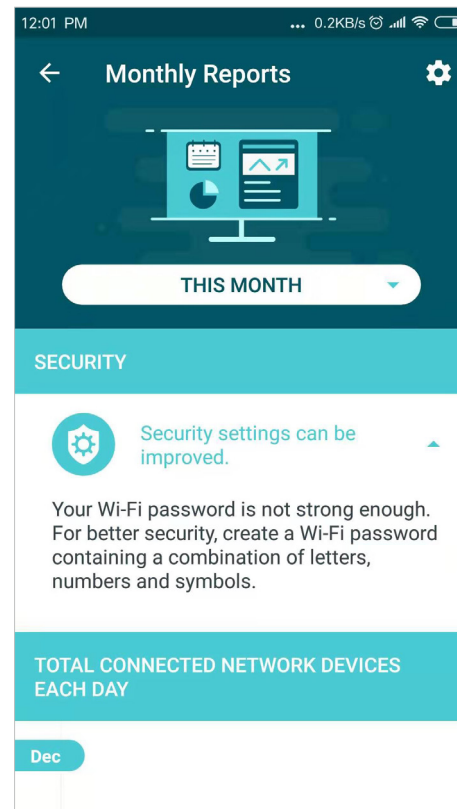 12:01 PM ... 0.2KB/s
Monthly Reports
THIS MONTH
SECURITY
Security settings can be
improved.
Your Wi-Fi password is not strong enough.
For better security, create a Wi-Fi password
containing a combination of letters,
numbers and symbols.
TOTAL CONNECTED NETWORK DEVICES
EACH DAY
Dec